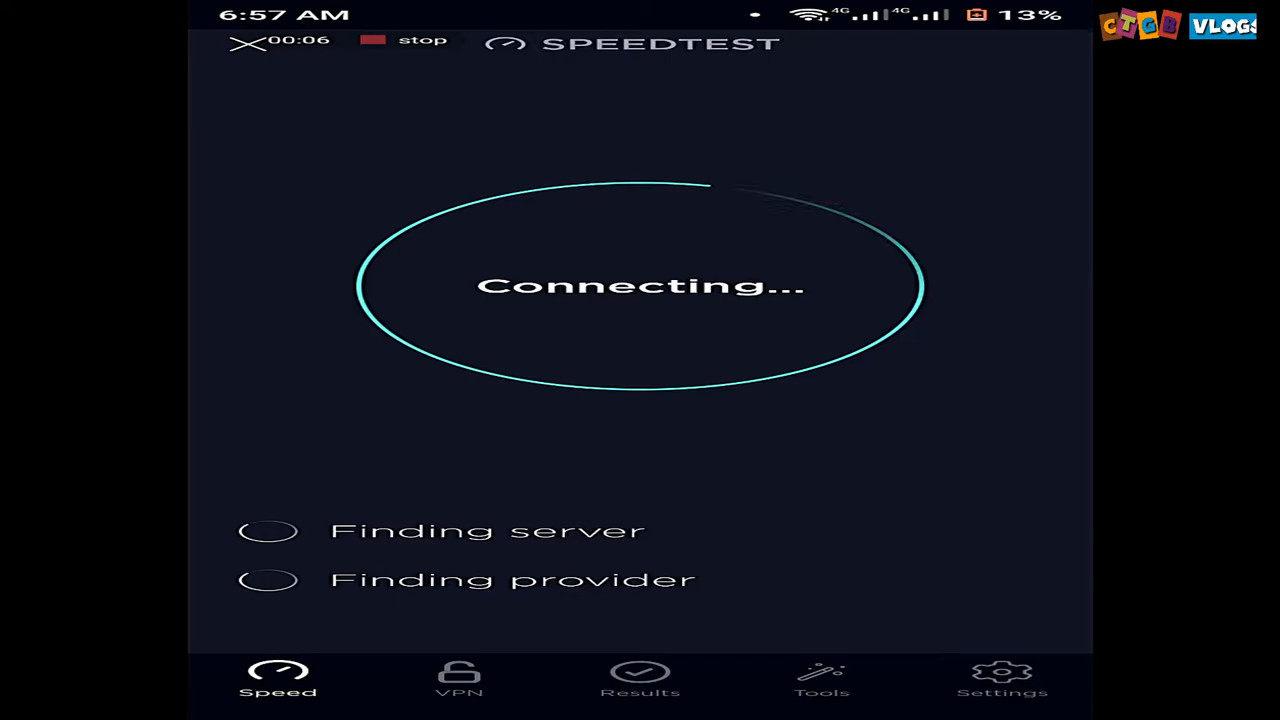 6:57 AM
4G 4G 13%
CTGB VLOGS
00:06 stop SPEEDTEST
Connecting...
Finding server
Finding provider
Speed VPN Results Tools Settings